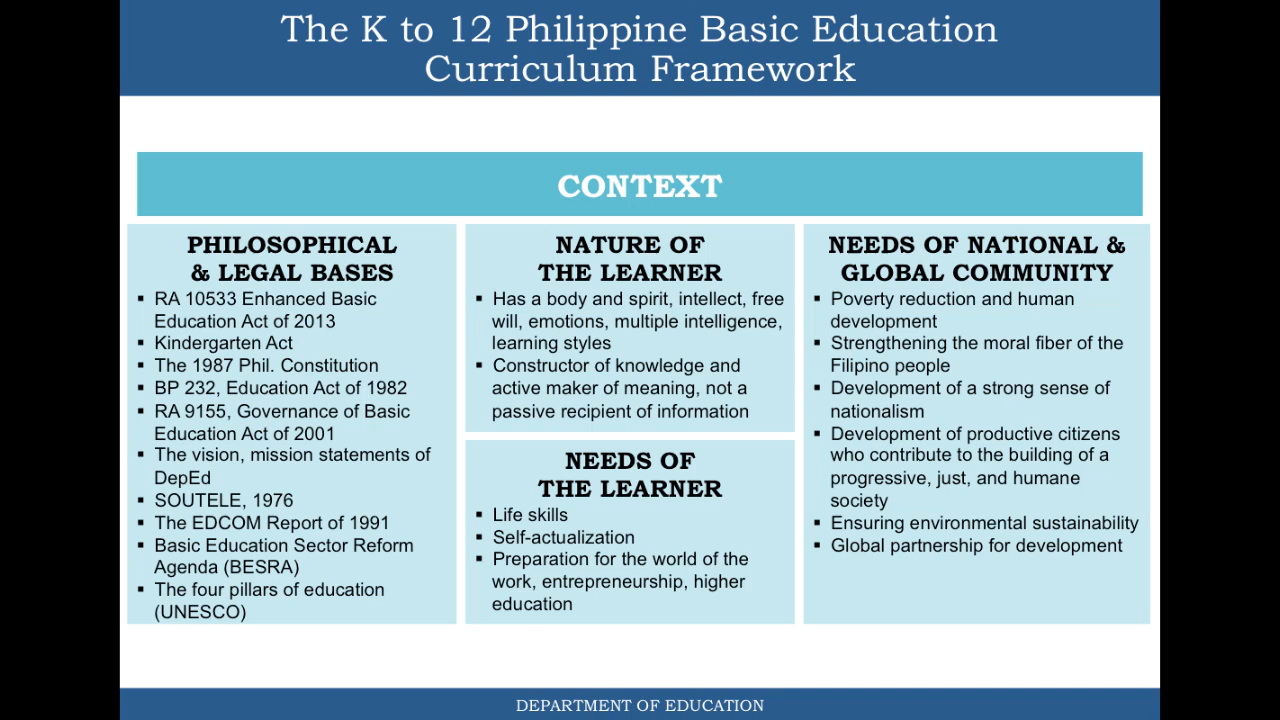 The K to 12 Philippine Basic Education
Curriculum Framework
CONTEXT
PHILOSOPHICAL
& LEGAL BASES
▪ RA 10533 Enhanced Basic
Education Act of 2013
▪ Kindergarten Act
▪ The 1987 Phil. Constitution
▪ BP 232, Education Act of 1982
▪ RA 9155, Governance of Basic
Education Act of 2001
▪ The vision, mission statements of
DepEd
▪ SOUTELE, 1976
▪ The EDCOM Report of 1991
▪ Basic Education Sector Reform
Agenda (BESRA)
▪ The four pillars of education
(UNESCO)
NATURE OF
THE LEARNER
▪ Has a body and spirit, intellect, free
will, emotions, multiple intelligence,
learning styles
▪ Constructor of knowledge and
active maker of meaning, not a
passive recipient of information
NEEDS OF
THE LEARNER
▪ Life skills
▪ Self-actualization
▪ Preparation for the world of the
work, entrepreneurship, higher
education
NEEDS OF NATIONAL &
GLOBAL COMMUNITY
▪ Poverty reduction and human
development
▪ Strengthening the moral fiber of the
Filipino people
▪ Development of a strong sense of
nationalism
▪ Development of productive citizens
who contribute to the building of a
progressive, just, and humane
society
▪ Ensuring environmental sustainability
▪ Global partnership for development
DEPARTMENT OF EDUCATION